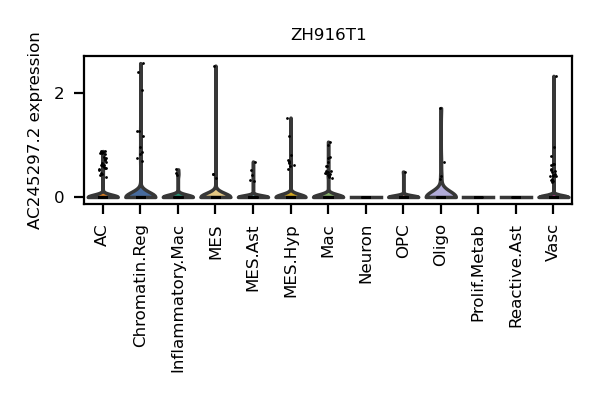 ZH916T1
AC245297.2 expression
2
0
AC
Chromatin.Reg
Inflammatory.Mac
MES
MES.Ast
MES.Hyp
Mac
Neuron
OPC
Oligo
Prolif.Metab
Reactive.Ast
Vasc